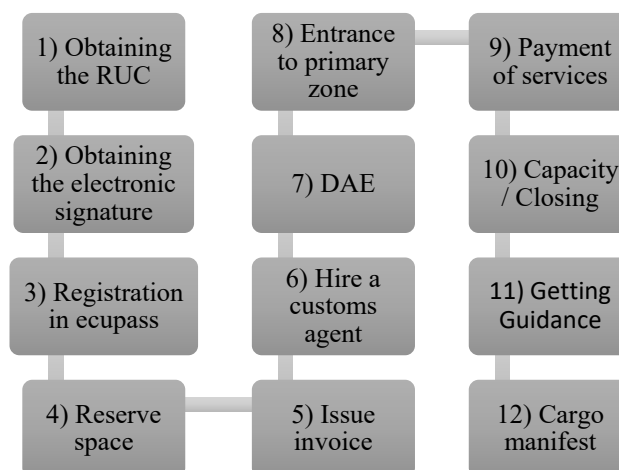 1) Obtaining
the RUC
2) Obtaining
the electronic
signature
3) Registration
in ecupass
4) Reserve
space
5) Issue
invoice
6) Hire a
customs
agent
7) DAE
8) Entrance
to primary
zone
9) Payment
of services
10) Capacity
/ Closing
11) Getting
Guidance
12) Cargo
manifest